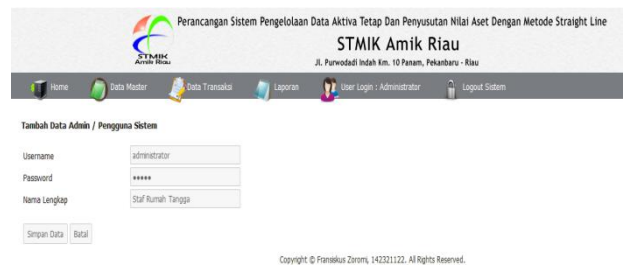 Perancangan Sistem Pengelolaan Data Aktiva Tetap Dan Penyusutan Nilai Aset Dengan Metode Straight Line
STMIK Amik Riau
Jl. Purwodadi Indah Km. 10 Panam, Pekanbaru - Riau
STMIK
Amik Riau
Home Data Master Data Transaksi Laporan User Login : Administrator Logout Sistem
Tambah Data Admin / Pengguna Sistem
Username administrator
Password •••••
Nama Lengkap Staf Rumah Tangga
Simpan Data Batal
Copyright © Fransiskus Zoromi, 142321122. All Rights Reserved.